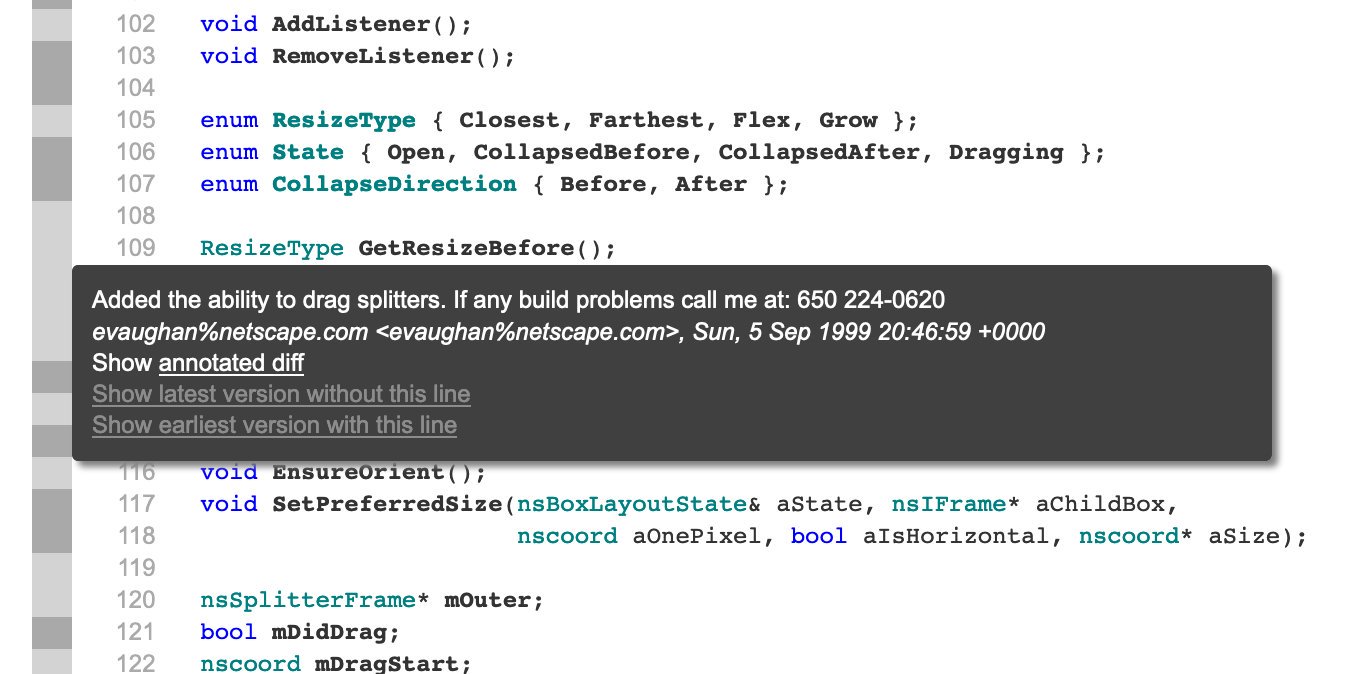 102 void AddListener();
103 void RemoveListener();
104
105 enum ResizeType { Closest, Farthest, Flex, Grow };
106 enum State { Open, CollapsedBefore, CollapsedAfter, Dragging };
107 enum CollapseDirection { Before, After };
108
109 ResizeType GetResizeBefore();
Added the ability to drag splitters. If any build problems call me at: 650 224-0620
evaughan%netscape.com <evaughan%netscape.com>, Sun, 5 Sep 1999 20:46:59 +0000
Show annotated diff
Show latest version without this line
Show earliest version with this line
116 void EnsureOrient();
117 void SetPreferredSize(nsBoxLayoutState& aState, nsIFrame* aChildBox,
118 nscoord aOnePixel, bool aIsHorizontal, nscoord* aSize);
119
120 nsSplitterFrame* mOuter;
121 bool mDidDrag;
122 nscoord mDragStart;